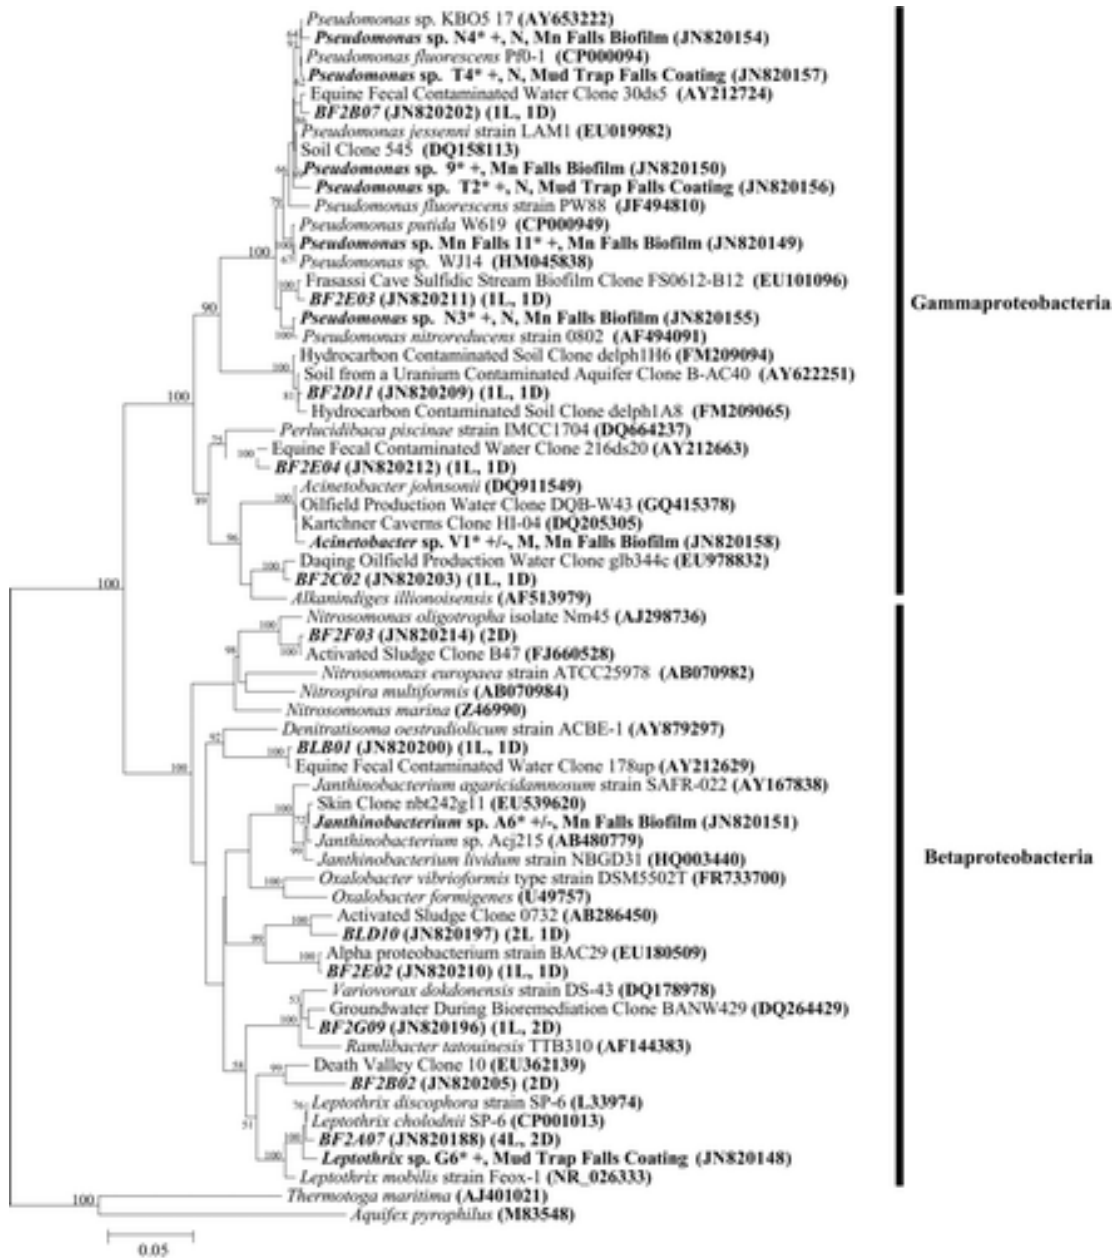 Pseudomonas sp. KBO5 17 (AY653222)
Pseudomonas sp. N4* +, N, Mn Falls Biofilm (JN820154)
Pseudomonas fluorescens Pf0-1 (CP000094)
Pseudomonas sp. T4* +, N, Mud Trap Falls Coating (JN820157)
Equine Fecal Contaminated Water Clone 30ds5 (AY212724)
BF2B07 (JN820202) (1L, 1D)
Pseudomonas jessenni strain LAM1 (EU019982)
Soil Clone 545 (DQ158113)
Pseudomonas sp. 9* +, Mn Falls Biofilm (JN820150)
Pseudomonas sp. T2* +, N, Mud Trap Falls Coating (JN820156)
Pseudomonas fluorescens strain PW88 (JF494810)
Pseudomonas putida W619 (CP000949)
Pseudomonas sp. Mn Falls 11* +, Mn Falls Biofilm (JN820149)
Pseudomonas sp. WJ14 (HM045838)
Frasassi Cave Sulfidic Stream Biofilm Clone FS0612-B12 (EU101096)
BF2E03 (JN820211) (1L, 1D)
Pseudomonas sp. N3* +, N, Mn Falls Biofilm (JN820155)
Pseudomonas nitroreducens strain 0802 (AF494091)
Hydrocarbon Contaminated Soil Clone delph1H6 (FM209094)
Soil from a Uranium Contaminated Aquifer Clone B-AC40 (AY622251)
BF2D11 (JN820209) (1L, 1D)
Hydrocarbon Contaminated Soil Clone delph1A8 (FM209065)
Perlucidibaca piscinae strain IMCC1704 (DQ664237)
Equine Fecal Contaminated Water Clone 216ds20 (AY212663)
BF2E04 (JN820212) (1L, 1D)
Acinetobacter johnsonii (DQ911549)
Oilfield Production Water Clone DQB-W43 (GQ415378)
Kartchner Caverns Clone HI-04 (DQ205305)
Acinetobacter sp. V1* +/-, M, Mn Falls Biofilm (JN820158)
Daqing Oilfield Production Water Clone glb344c (EU978832)
BF2C02 (JN820203) (1L, 1D)
Alkanindiges illionoisensis (AF513979)
Gammaproteobacteria
Nitrosomonas oligotropha isolate Nm45 (AJ298736)
BF2F03 (JN820214) (2D)
Activated Sludge Clone B47 (FJ660528)
Nitrosomonas europaea strain ATCC25978 (AB070982)
Nitrospira multiformis (AB070984)
Nitrosomonas marina (Z46990)
Denitratisoma oestradiolicum strain ACBE-1 (AY879297)
BLB01 (JN820200) (1L, 1D)
Equine Fecal Contaminated Water Clone 178up (AY212629)
Janthinobacterium agaricidamnosum strain SAFR-022 (AY167838)
Skin Clone nbt242g11 (EU539620)
Janthinobacterium sp. A6* +/-, Mn Falls Biofilm (JN820151)
Janthinobacterium sp. Acj215 (AB480779)
Janthinobacterium lividum strain NBGD31 (HQ003440)
Oxalobacter vibrioformis type strain DSM5502T (FR733700)
Oxalobacter formigenes (U49757)
Activated Sludge Clone 0732 (AB286450)
BLD10 (JN820197) (2L 1D)
Alpha proteobacterium strain BAC29 (EU180509)
BF2E02 (JN820210) (1L, 1D)
Variovorax dokdonensis strain DS-43 (DQ178978)
Groundwater During Bioremediation Clone BANW429 (DQ264429)
BF2G09 (JN820196) (1L, 2D)
Ramlibacter tatouinesis TTB310 (AF144383)
Death Valley Clone 10 (EU362139)
BF2B02 (JN820205) (2D)
Leptothrix discophora strain SP-6 (L33974)
Leptothrix cholodnii SP-6 (CP001013)
BF2A07 (JN820188) (4L, 2D)
Leptothrix sp. G6* +, Mud Trap Falls Coating (JN820148)
Leptothrix mobilis strain Feox-1 (NR_026333)
Betaproteobacteria
Thermotoga maritima (AJ401021)
Aquifex pyrophilus (M83548)
100
90
100
100
100
100
0.05